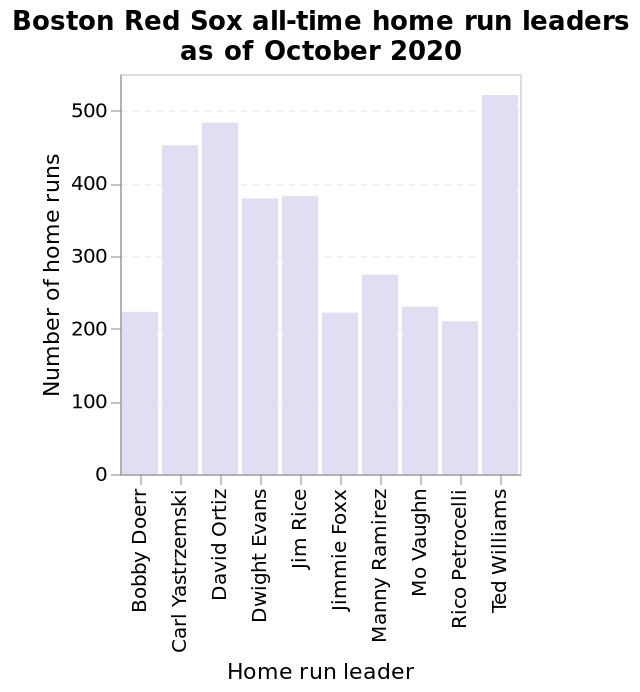 Boston Red Sox all-time home run leaders
as of October 2020
Number of home runs
500
400
300
200
100
0
Bobby Doerr
Carl Yastrzemski
David Ortiz
Dwight Evans
Jim Rice
Jimmie Foxx
Manny Ramirez
Mo Vaughn
Rico Petrocelli
Ted Williams
Home run leader